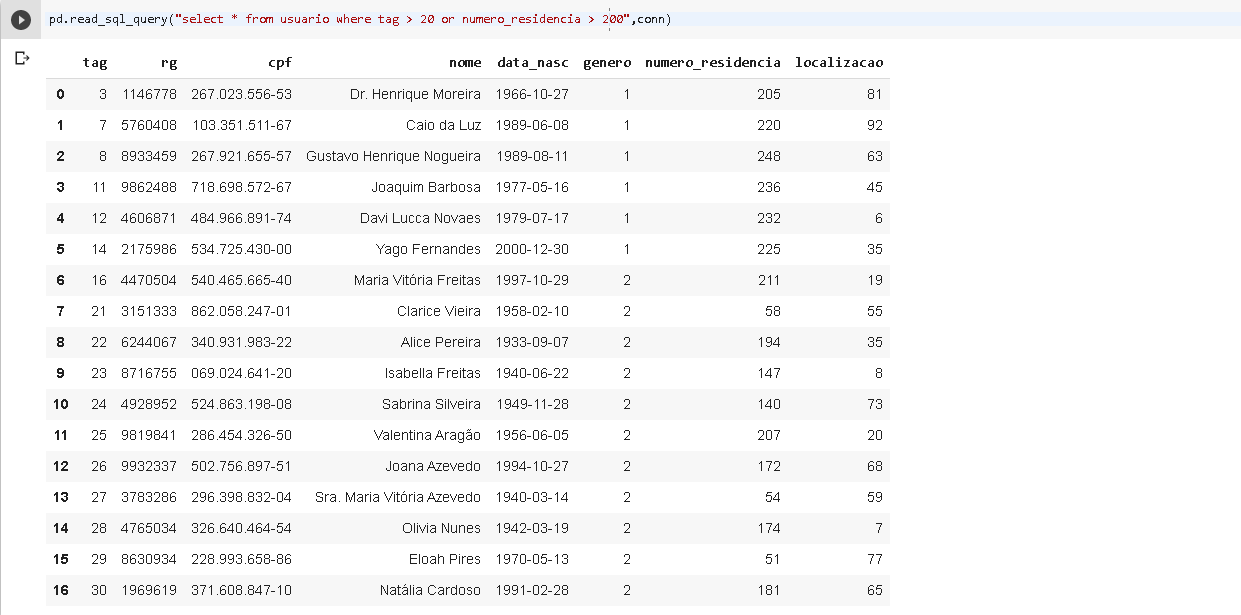 pd.read_sql_query("select * from usuario where tag > 20 or numero_residencia > 200",conn)
tag rg cpf nome data_nasc genero numero_residencia localizacao
0 3 1146778 267.023.556-53 Dr. Henrique Moreira 1966-10-27 1 205 81
1 7 5760408 103.351.511-67 Caio da Luz 1989-06-08 1 220 92
2 8 8933459 267.921.655-57 Gustavo Henrique Nogueira 1989-08-11 1 248 63
3 11 9862488 718.698.572-67 Joaquim Barbosa 1977-05-16 1 236 45
4 12 4606871 484.966.891-74 Davi Lucca Novaes 1979-07-17 1 232 6
5 14 2175986 534.725.430-00 Yago Fernandes 2000-12-30 1 225 35
6 16 4470504 540.465.665-40 Maria Vitória Freitas 1997-10-29 2 211 19
7 21 3151333 862.058.247-01 Clarice Vieira 1958-02-10 2 58 55
8 22 6244067 340.931.983-22 Alice Pereira 1933-09-07 2 194 35
9 23 8716755 069.024.641-20 Isabella Freitas 1940-06-22 2 147 8
10 24 4928952 524.863.198-08 Sabrina Silveira 1949-11-28 2 140 73
11 25 9819841 286.454.326-50 Valentina Aragão 1956-06-05 2 207 20
12 26 9932337 502.756.897-51 Joana Azevedo 1994-10-27 2 172 68
13 27 3783286 296.398.832-04 Sra. Maria Vitória Azevedo 1940-03-14 2 54 59
14 28 4765034 326.640.464-54 Olivia Nunes 1942-03-19 2 174 7
15 29 8630934 228.993.658-86 Eloah Pires 1970-05-13 2 51 77
16 30 1969619 371.608.847-10 Natália Cardoso 1991-02-28 2 181 65